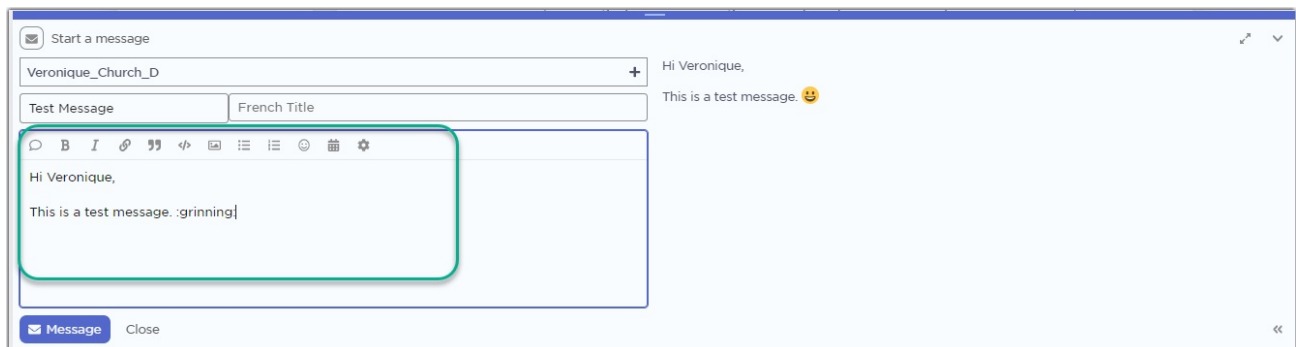 Start a message
Veronique_Church_D
Test Message
French Title
Hi Veronique,
This is a test message. :grinning:
Message
Close
Hi Veronique,
This is a test message. 😀